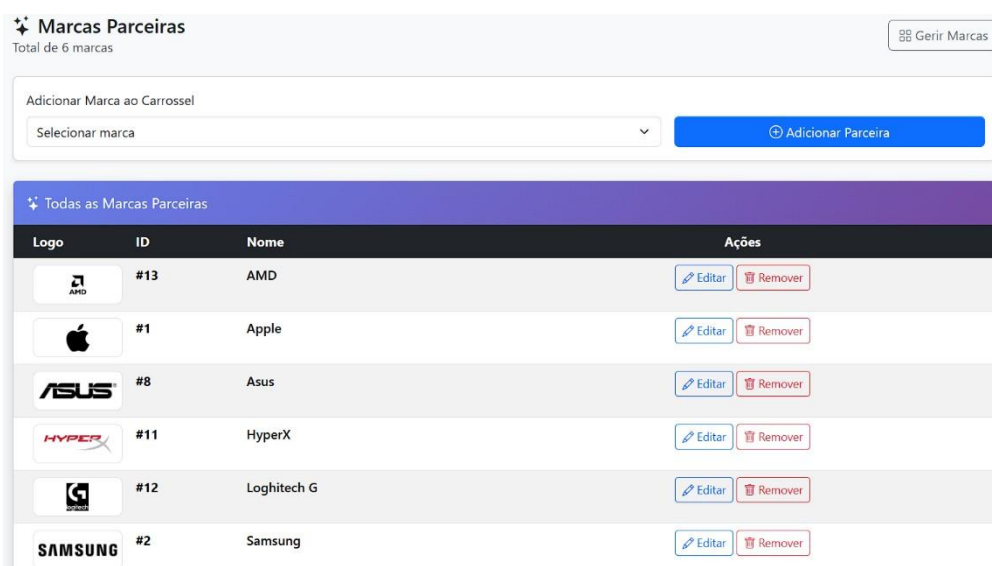 Marcas Parceiras
Total de 6 marcas
Gerir Marcas
Adicionar Marca ao Carrossel
Selecionar marca
Adicionar Parceira
Todas as Marcas Parceiras
Logo ID Nome Ações
AMD #13 AMD Editar Remover
#1 Apple Editar Remover
ASUS #8 Asus Editar Remover
HYPERX #11 HyperX Editar Remover
logitech #12 Loghitech G Editar Remover
SAMSUNG #2 Samsung Editar Remover